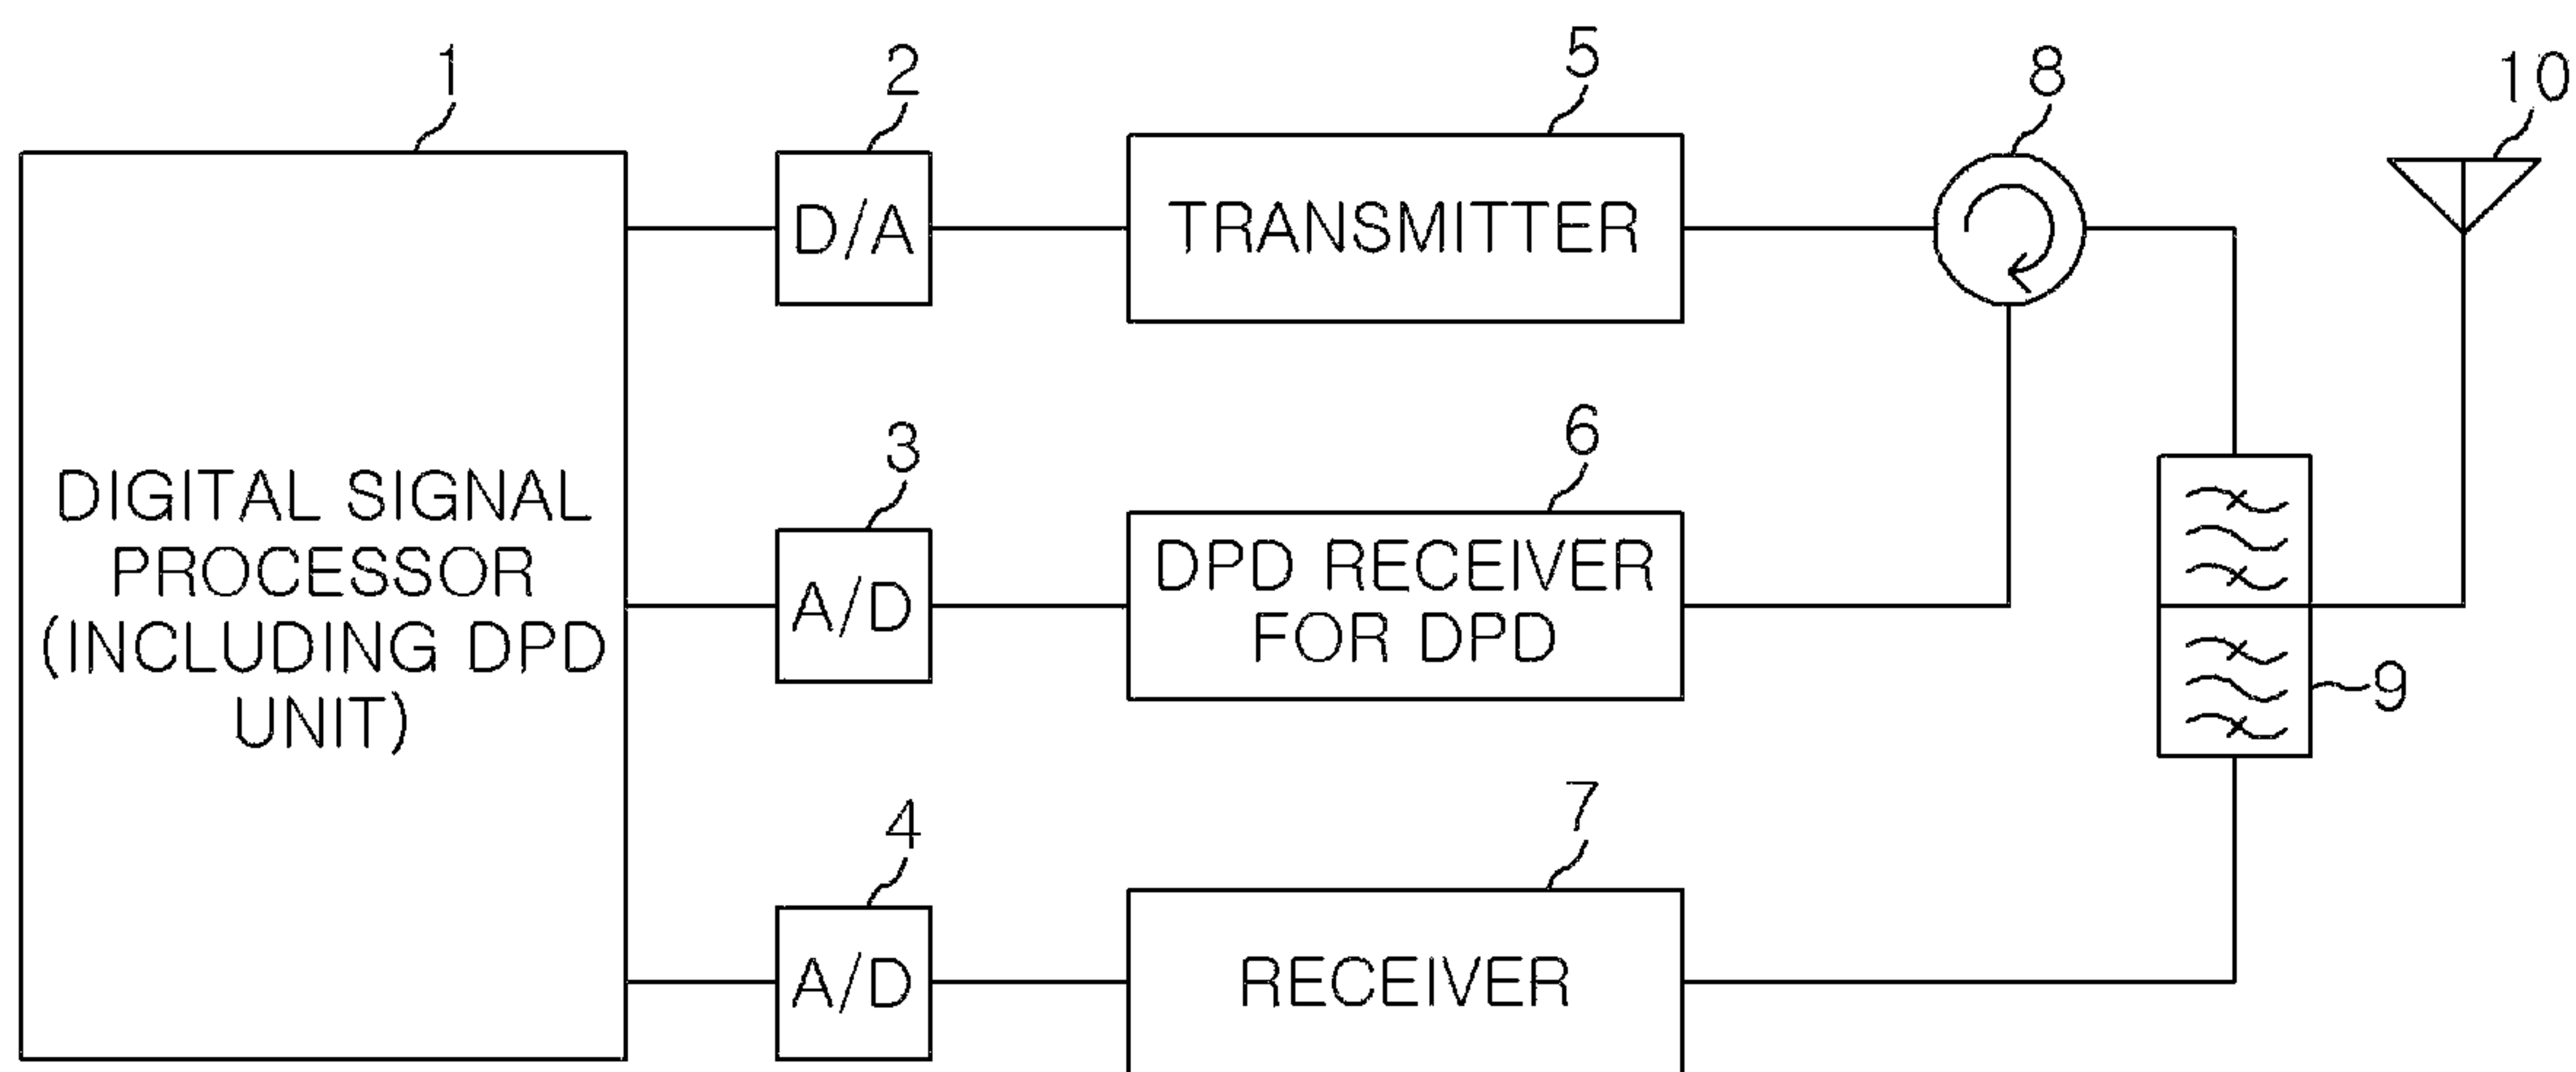 1
2
5
8
10
D/A
TRANSMITTER
3
6
DIGITAL SIGNAL
PROCESSOR
(INCLUDING DPD
UNIT)
A/D
DPD RECEIVER
FOR DPD
9
4
7
A/D
RECEIVER